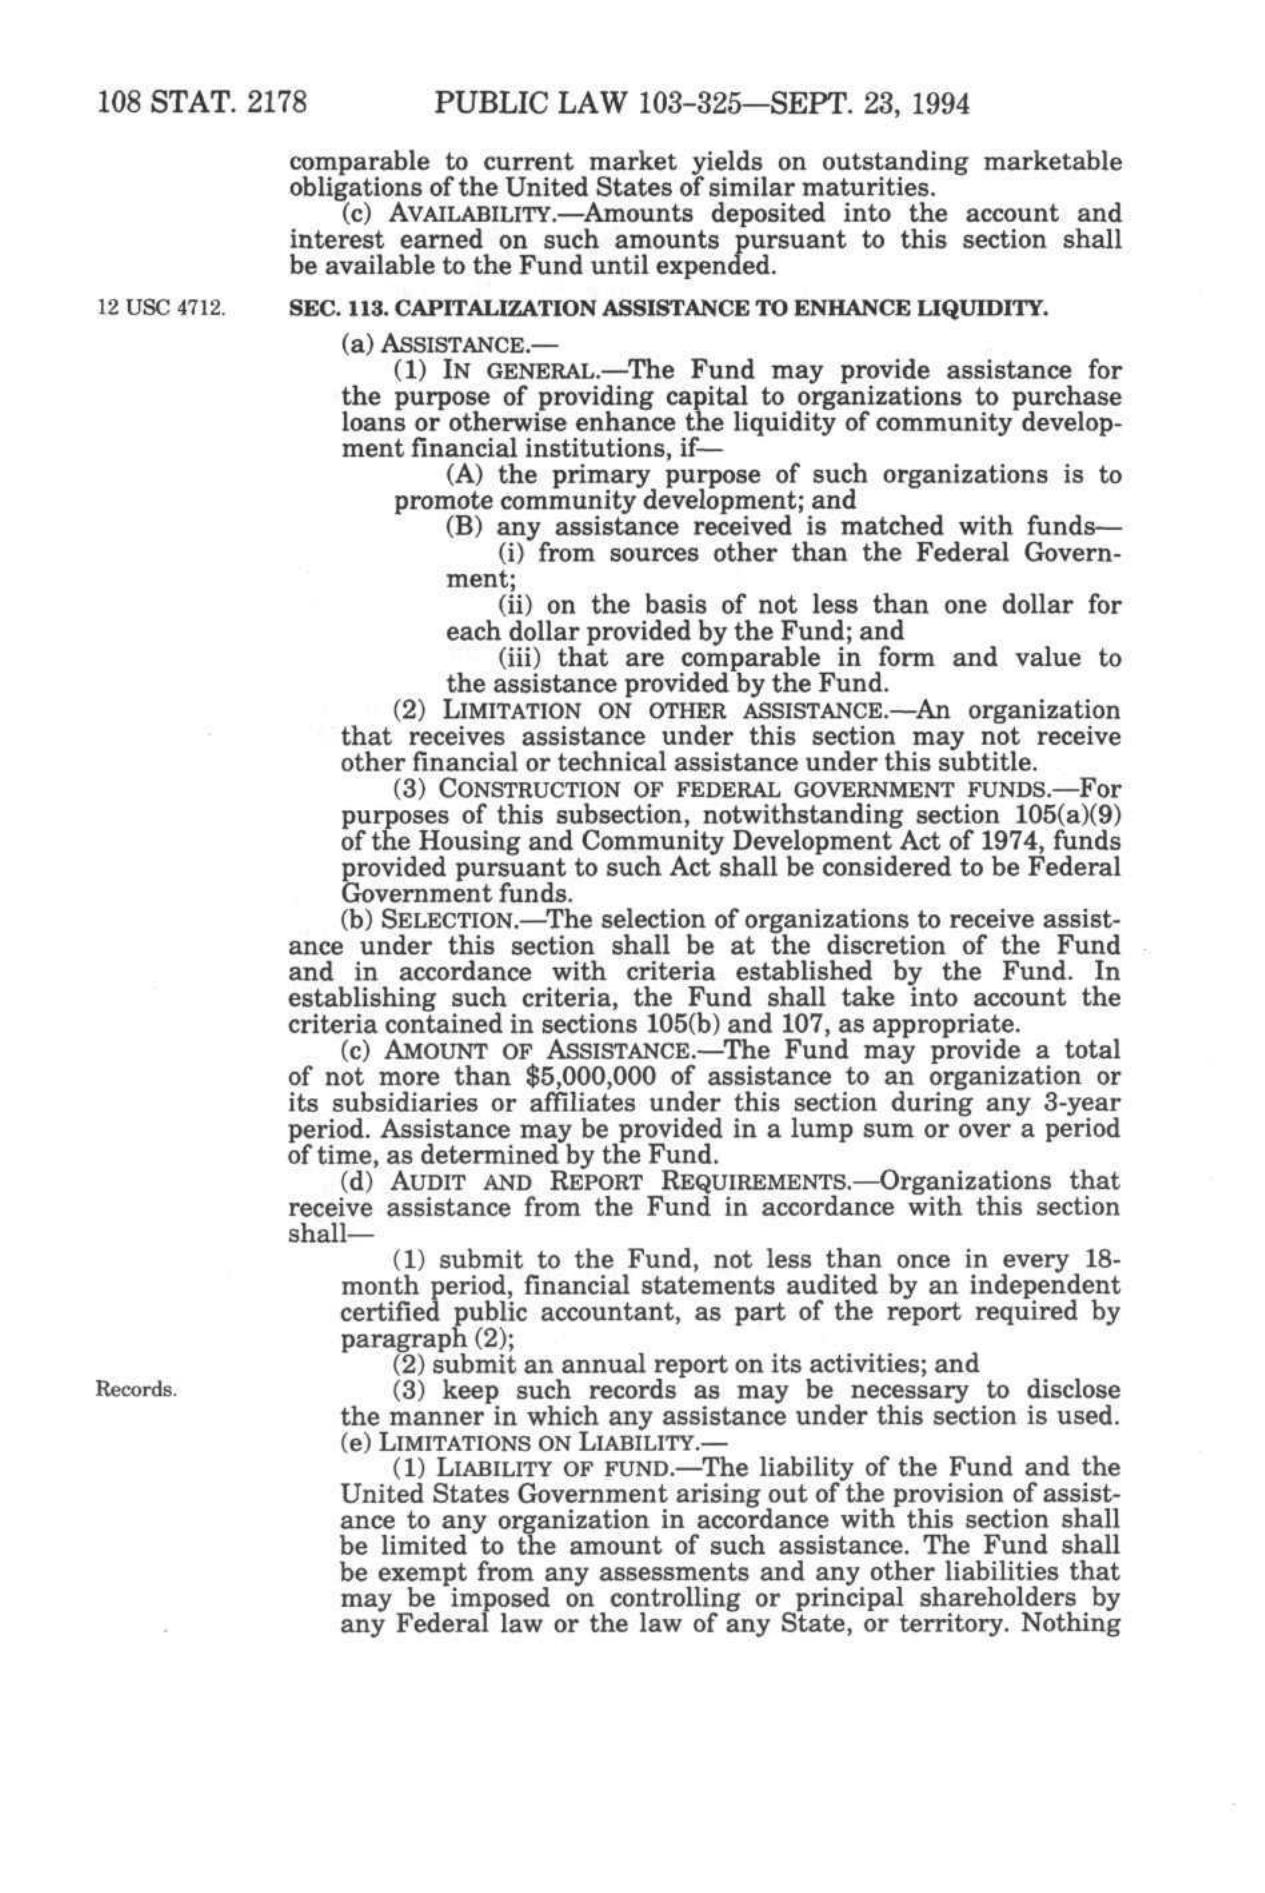 108 STAT. 2178 PUBLIC LAW 103-325—SEPT. 23, 1994
comparable to current market yields on outstanding marketable
obligations of the United States of similar maturities.
(c) AVAILABILITY.—Amounts deposited into the account and
interest earned on such amounts pursuant to this section shall
be available to the Fund until expended.
12 USC 4712. SEC. 113. CAPITALIZATION ASSISTANCE TO ENHANCE LIQUIDITY.
(a) ASSISTANCE.—
(1) IN GENERAL.—The Fund may provide assistance for
the purpose of providing capital to organizations to purchase
loans or otherwise enhance the liquidity of community develop-
ment financial institutions, if—
(A) the primary purpose of such organizations is to
promote community development; and
(B) any assistance received is matched with funds—
(i) from sources other than the Federal Govern-
ment;
(ii) on the basis of not less than one dollar for
each dollar provided by the Fund; and
(iii) that are comparable in form and value to
the assistance provided by the Fund.
(2) LIMITATION ON OTHER ASSISTANCE.—An organization
that receives assistance under this section may not receive
other financial or technical assistance under this subtitle.
(3) CONSTRUCTION OF FEDERAL GOVERNMENT FUNDS.—For
purposes of this subsection, notwithstanding section 105(a)(9)
of the Housing and Community Development Act of 1974, funds
provided pursuant to such Act shall be considered to be Federal
Government funds.
(b) SELECTION.—The selection of organizations to receive assist-
ance under this section shall be at the discretion of the Fund
and in accordance with criteria established by the Fund. In
establishing such criteria, the Fund shall take into account the
criteria contained in sections 105(b) and 107, as appropriate.
(c) AMOUNT OF ASSISTANCE.—The Fund may provide a total
of not more than $5,000,000 of assistance to an organization or
its subsidiaries or affiliates under this section during any 3-year
period. Assistance may be provided in a lump sum or over a period
of time, as determined by the Fund.
(d) AUDIT AND REPORT REQUIREMENTS.—Organizations that
receive assistance from the Fund in accordance with this section
shall—
(1) submit to the Fund, not less than once in every 18-
month period, financial statements audited by an independent
certified public accountant, as part of the report required by
paragraph (2);
(2) submit an annual report on its activities; and
Records. (3) keep such records as may be necessary to disclose
the manner in which any assistance under this section is used.
(e) LIMITATIONS ON LIABILITY.—
(1) LIABILITY OF FUND.—The liability of the Fund and the
United States Government arising out of the provision of assist-
ance to any organization in accordance with this section shall
be limited to the amount of such assistance. The Fund shall
be exempt from any assessments and any other liabilities that
may be imposed on controlling or principal shareholders by
any Federal law or the law of any State, or territory. Nothing